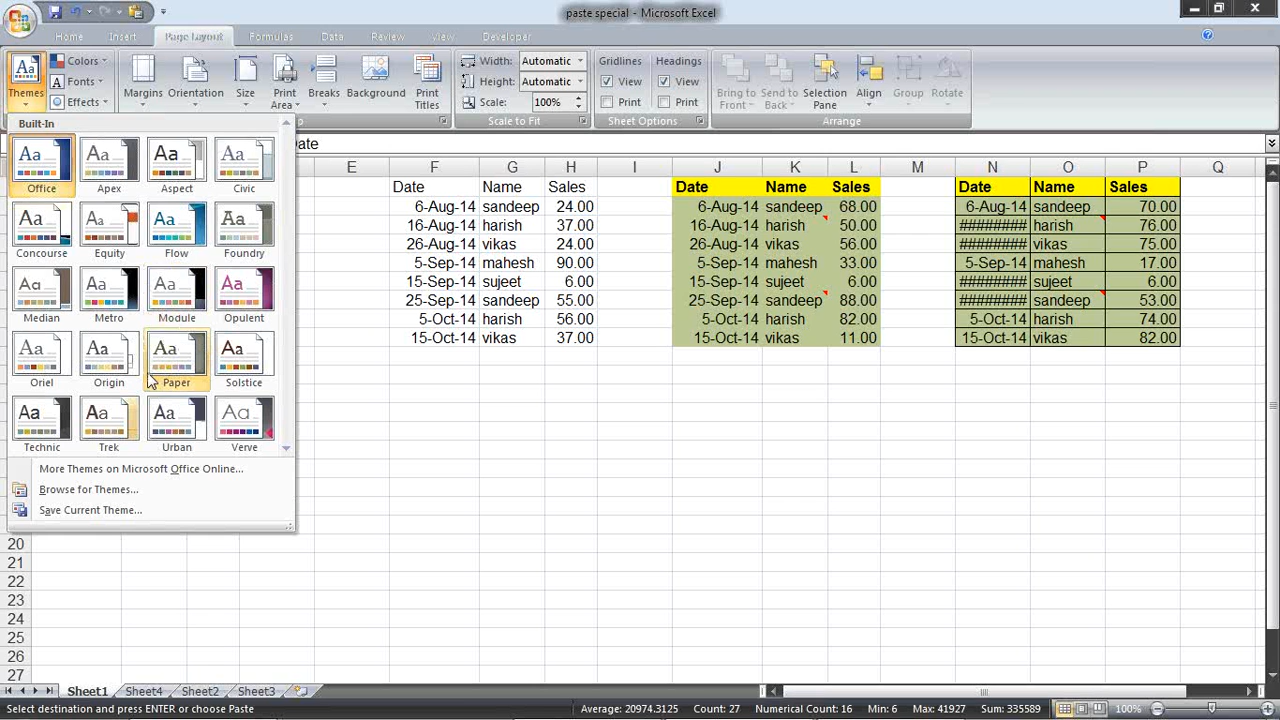 paste special - Microsoft Excel
Home Insert Page Layout Formulas Data Review View Developer
Themes Colors Fonts Effects Margins Orientation Size Print Area Breaks Background Print Titles
Width: Automatic
Height: Automatic
Scale: 100%
Scale to Fit
Gridlines Headings
View View
Print Print
Sheet Options
Bring to Front Send to Back Selection Pane Align Group Rotate
Arrange
Built-In
Office Apex Aspect Civic
Concourse Equity Flow Foundry
Median Metro Module Opulent
Oriel Origin Paper Solstice
Technic Trek Urban Verve
More Themes on Microsoft Office Online...
Browse for Themes...
Save Current Theme...
Date
E F G H I J K L M N O P Q
Date Name Sales Date Name Sales Date Name Sales
6-Aug-14 sandeep 24.00 6-Aug-14 sandeep 68.00 6-Aug-14 sandeep 70.00
16-Aug-14 harish 37.00 16-Aug-14 harish 50.00 ######### harish 76.00
26-Aug-14 vikas 24.00 26-Aug-14 vikas 56.00 ######### vikas 75.00
5-Sep-14 mahesh 90.00 5-Sep-14 mahesh 33.00 5-Sep-14 mahesh 17.00
15-Sep-14 sujeet 6.00 15-Sep-14 sujeet 6.00 ######### sujeet 6.00
25-Sep-14 sandeep 55.00 25-Sep-14 sandeep 88.00 ######### sandeep 53.00
5-Oct-14 harish 56.00 5-Oct-14 harish 82.00 5-Oct-14 harish 74.00
15-Oct-14 vikas 37.00 15-Oct-14 vikas 11.00 15-Oct-14 vikas 82.00
20
21
22
23
24
25
26
27
Sheet1 Sheet4 Sheet2 Sheet3
Select destination and press ENTER or choose Paste Average: 20974.3125 Count: 27 Numerical Count: 16 Min: 6 Max: 41927 Sum: 335589 100%